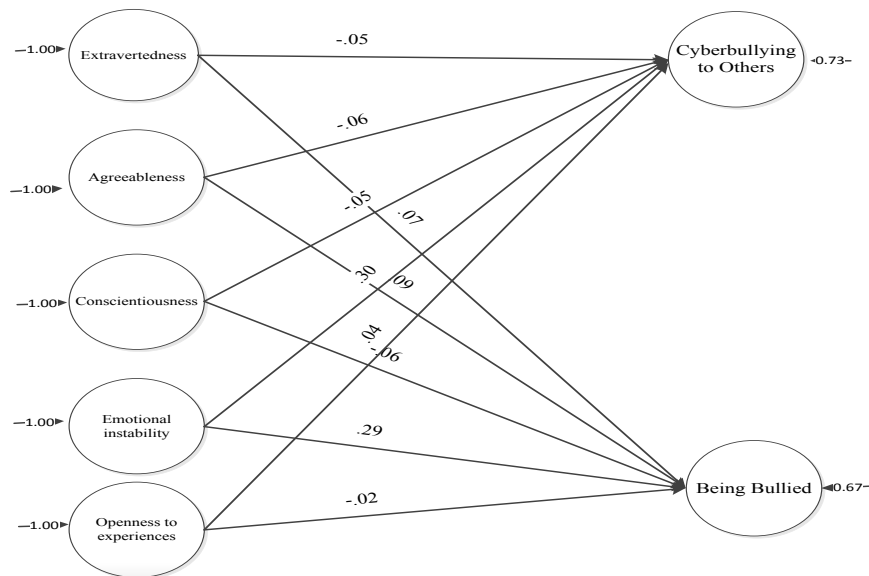 Extravertedness
Agreeableness
Conscientiousness
Emotional
instability
Openness to
experiences
Cyberbullying
to Others
Being Bullied
1.00
1.00
1.00
1.00
1.00
0.73
0.67
-.05
-.06
-.05
.07
.30
.09
.04
-.06
.29
-.02